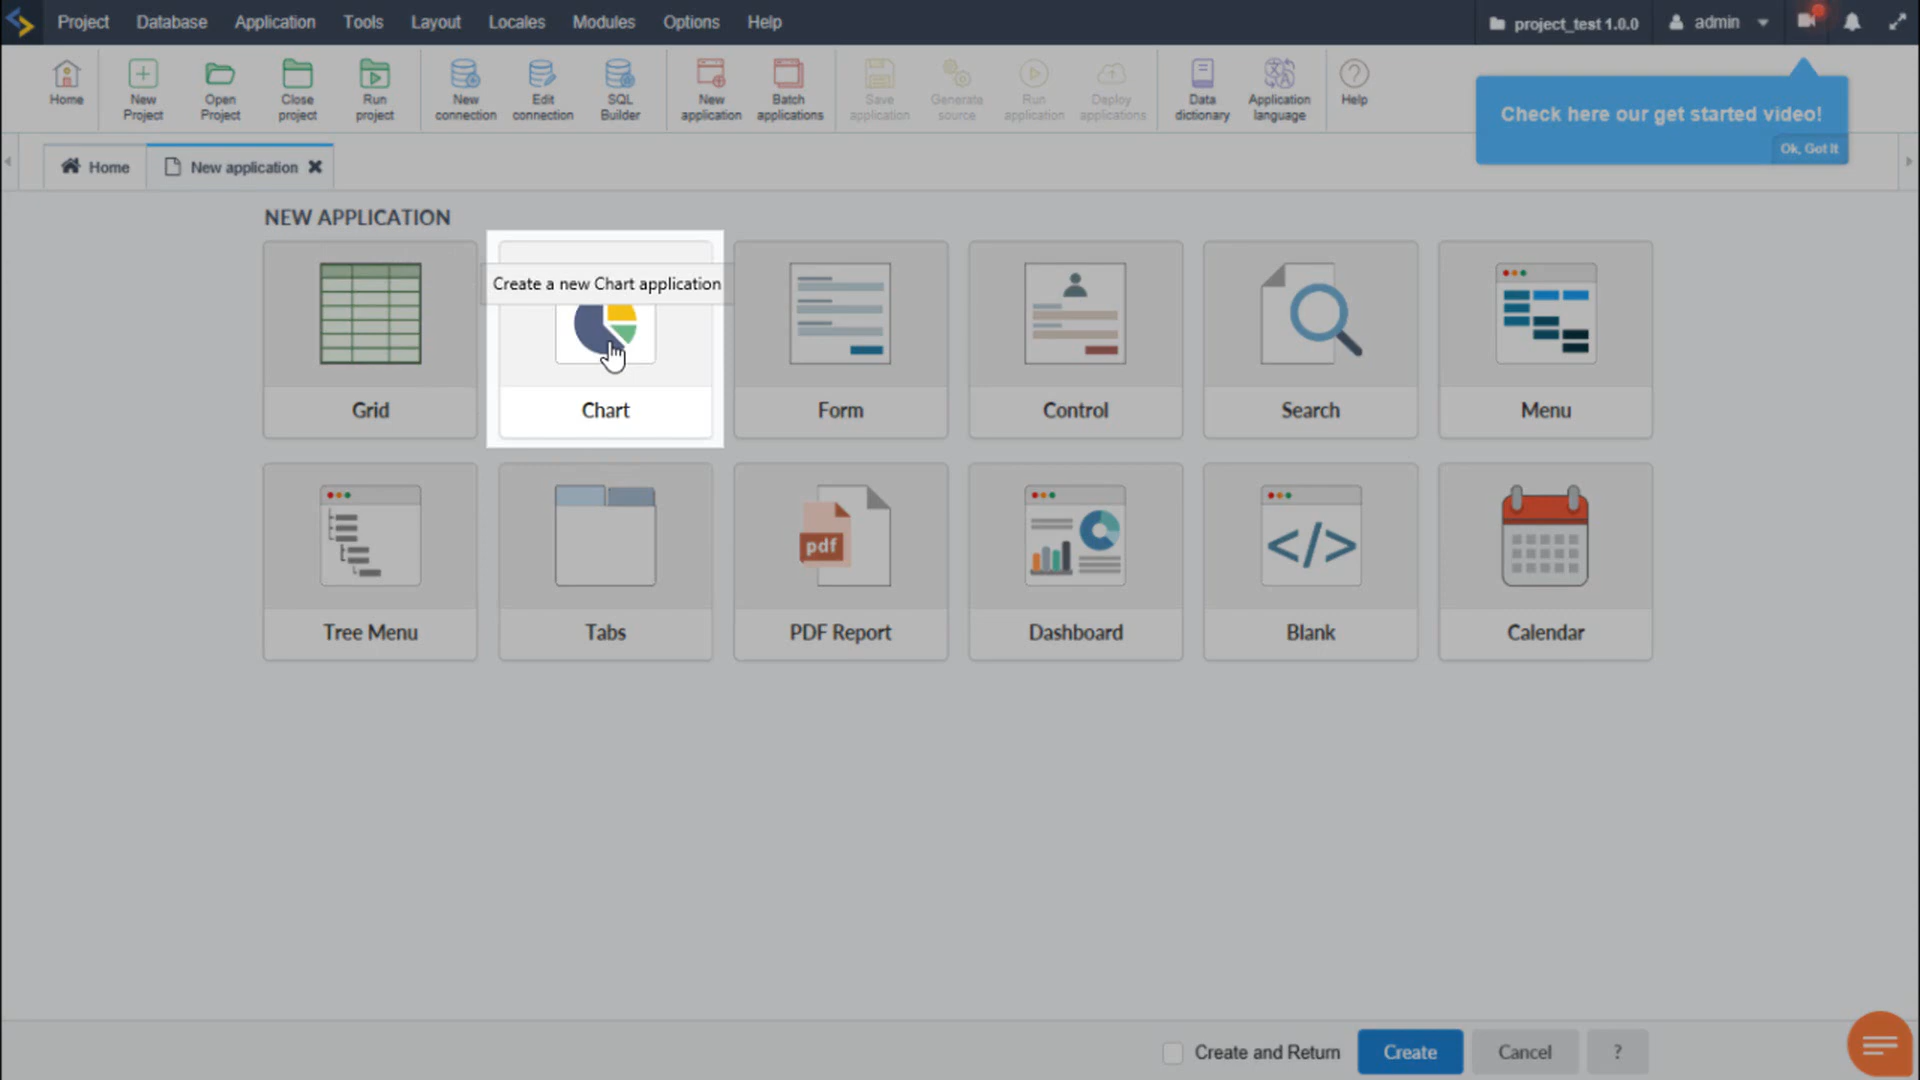 Project Database Application Tools Layout Locales Modules Options Help project_test 1.0.0 admin
Home
New
Project
Open
Project
Close
project
Run
project
New
connection
Edit
connection
SQL
Builder
New
application
Batch
applications
Save
application
Generate
source
Run
application
Deploy
applications
Data
dictionary
Application
language
Help
Check here our get started video!
Ok, Got It
Home New application
NEW APPLICATION
Create a new Chart application
Grid Chart Form Control Search Menu
pdf </>
Tree Menu Tabs PDF Report Dashboard Blank Calendar
Create and Return Create Cancel ?